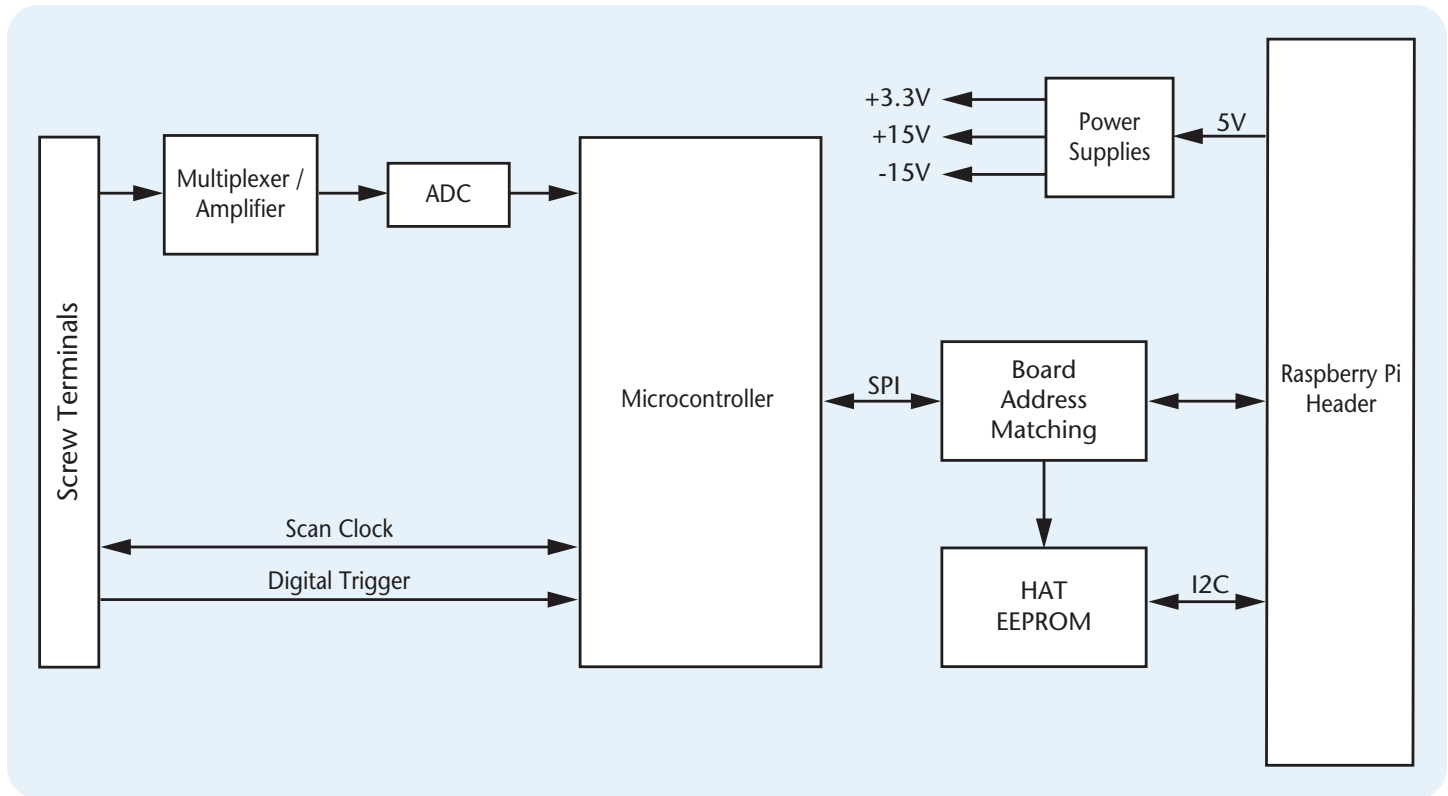 Screw Terminals
Multiplexer /
Amplifier
ADC
Scan Clock
Digital Trigger
Microcontroller
+3.3V
+15V
-15V
Power
Supplies
5V
SPI
Board
Address
Matching
HAT
EEPROM
I2C
Raspberry Pi
Header